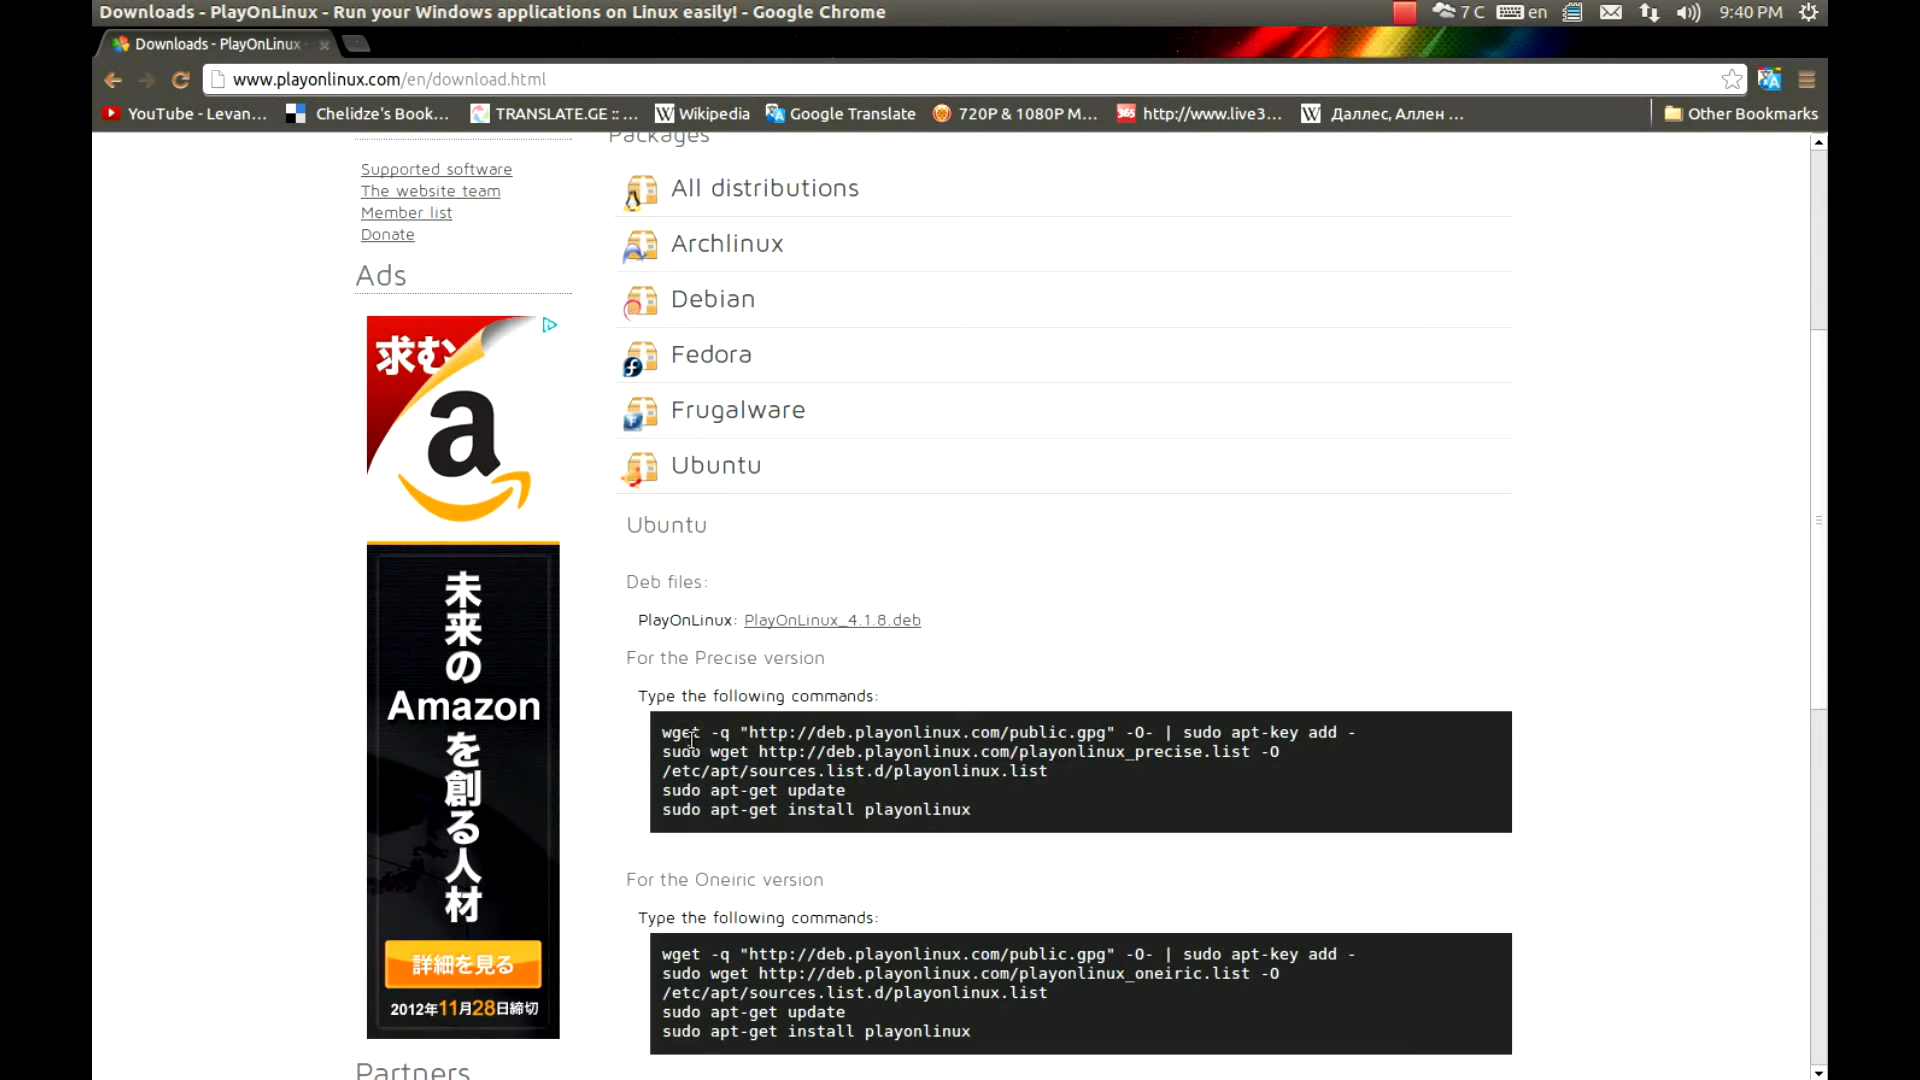 Downloads - PlayOnLinux - Run your Windows applications on Linux easily! - Google Chrome
7 C
en
9:40 PM
Downloads - PlayOnLinux
www.playonlinux.com/en/download.html
YouTube - Levan...
Chelidze's Book...
TRANSLATE.GE :: ...
Wikipedia
Google Translate
720P & 1080P M...
http://www.live3...
Даллес, Аллен ...
Other Bookmarks
Supported software
The website team
Member list
Donate
Ads
求む
a
未来の
Amazon
を創る人材
詳細を見る
2012年11月28日締切
Partners
Packages
All distributions
Archlinux
Debian
Fedora
Frugalware
Ubuntu
Ubuntu
Deb files:
PlayOnLinux: PlayOnLinux_4.1.8.deb
For the Precise version
Type the following commands:
wget -q "http://deb.playonlinux.com/public.gpg" -O- | sudo apt-key add -
sudo wget http://deb.playonlinux.com/playonlinux_precise.list -O
/etc/apt/sources.list.d/playonlinux.list
sudo apt-get update
sudo apt-get install playonlinux
For the Oneiric version
Type the following commands:
wget -q "http://deb.playonlinux.com/public.gpg" -O- | sudo apt-key add -
sudo wget http://deb.playonlinux.com/playonlinux_oneiric.list -O
/etc/apt/sources.list.d/playonlinux.list
sudo apt-get update
sudo apt-get install playonlinux